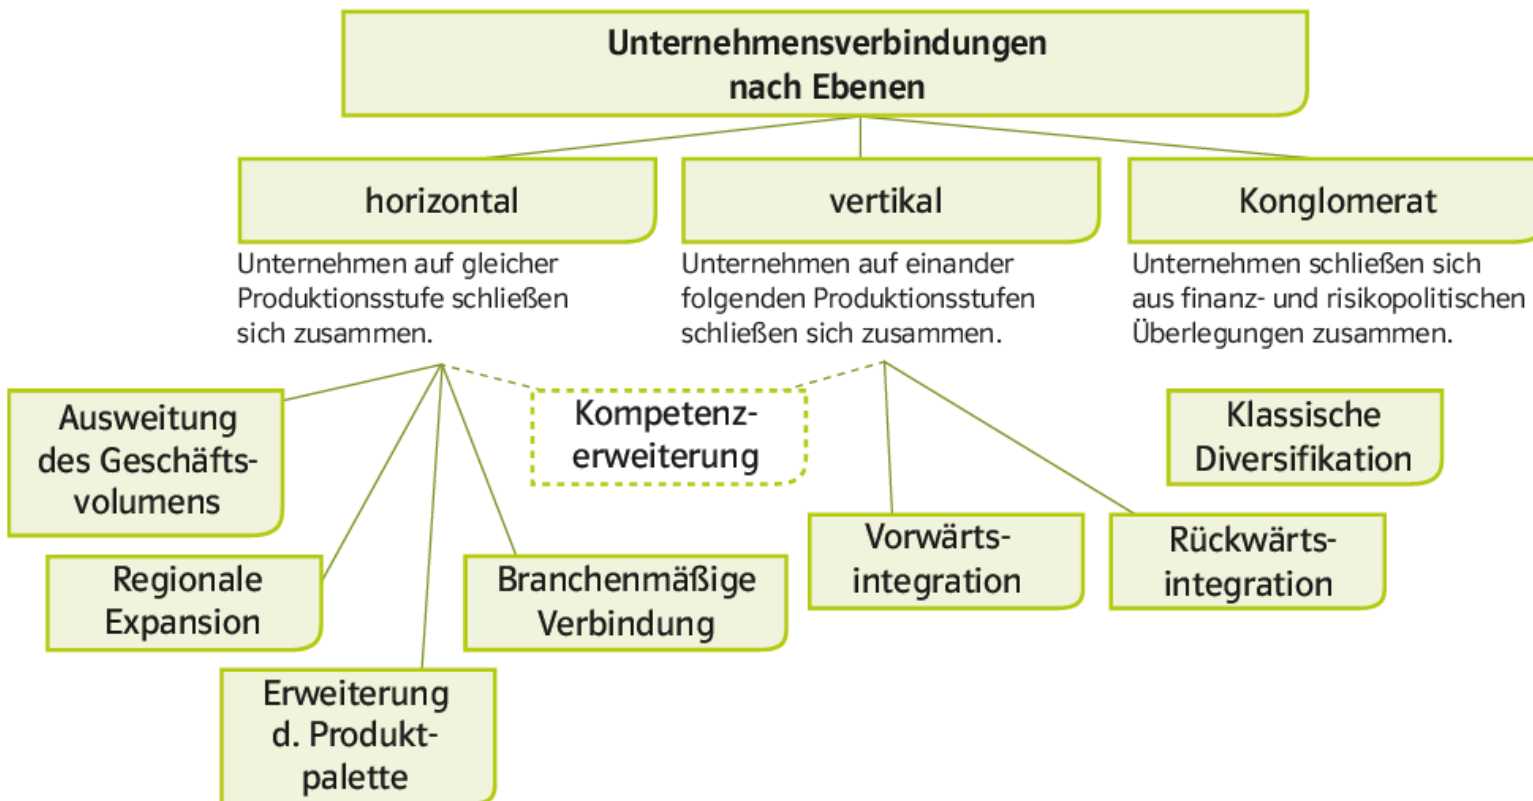 Unternehmensverbindungen
nach Ebenen
horizontal
Unternehmen auf gleicher
Produktionsstufe schließen
sich zusammen.
vertikal
Unternehmen auf einander
folgenden Produktionsstufen
schließen sich zusammen.
Konglomerat
Unternehmen schließen sich
aus finanz- und risikopolitischen
Überlegungen zusammen.
Ausweitung
des Geschäfts-
volumens
Kompetenz-
erweiterung
Klassische
Diversifikation
Regionale
Expansion
Branchenmäßige
Verbindung
Vorwärts-
integration
Rückwärts-
integration
Erweiterung
d. Produkt-
palette